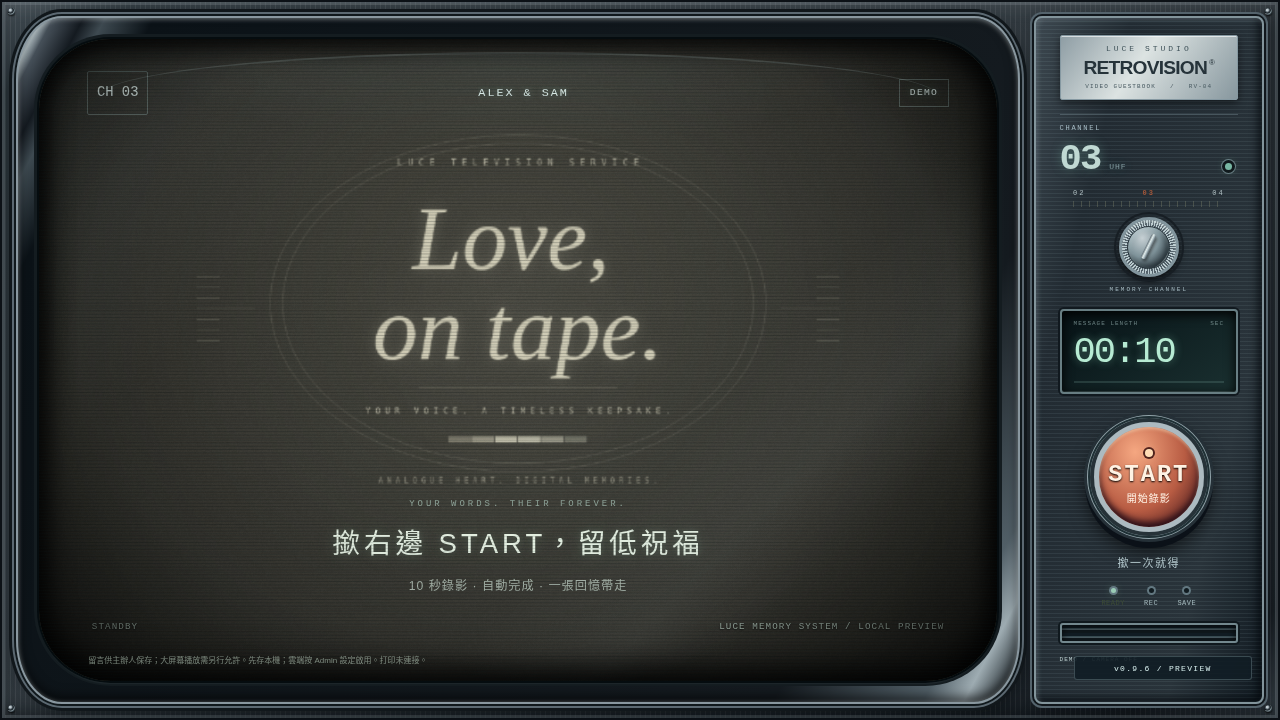 CH 03
ALEX & SAM
DEMO
LUCE TELEVISION SERVICE
Love,
on tape.
YOUR VOICE. A TIMELESS KEEPSAKE.
ANALOGUE HEART. DIGITAL MEMORIES.
YOUR WORDS. THEIR FOREVER.
撳右邊 START，留低祝福
10 秒錄影 · 自動完成 · 一張回憶帶走
STANDBY
LUCE MEMORY SYSTEM / LOCAL PREVIEW
留言供主辦人保存；大屏幕播放需另行允許。先存本機；雲端按 Admin 設定啟用。打印未連接。
LUCE STUDIO
RETROVISION®
VIDEO GUESTBOOK / RV-04
CHANNEL
03 UHF
02 03 04
MEMORY CHANNEL
MESSAGE LENGTH SEC
00:10
START
開始錄影
撳一次就得
REC SAVE
v0.9.6 / PREVIEW